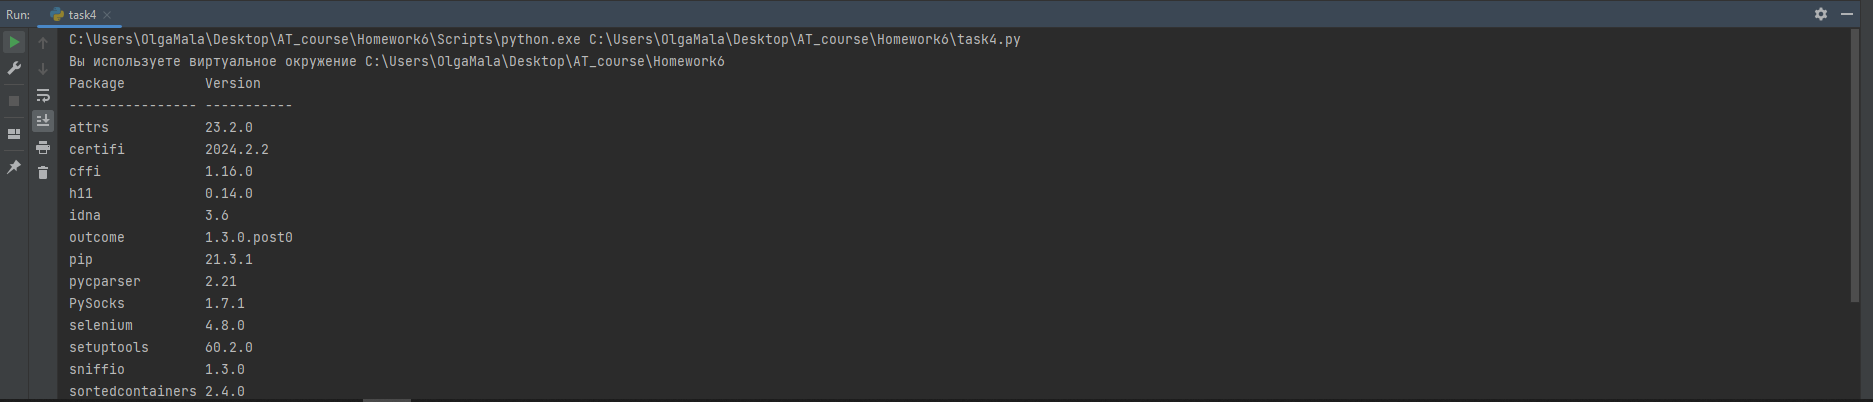 Run: task4
C:\Users\OlgaMala\Desktop\AT_course\Homework6\Scripts\python.exe C:\Users\OlgaMala\Desktop\AT_course\Homework6\task4.py
Вы используете виртуальное окружение C:\Users\OlgaMala\Desktop\AT_course\Homework6
Package          Version
---------------- -----------
attrs            23.2.0
certifi          2024.2.2
cffi             1.16.0
h11              0.14.0
idna             3.6
outcome          1.3.0.post0
pip              21.3.1
pycparser        2.21
PySocks          1.7.1
selenium         4.8.0
setuptools       60.2.0
sniffio          1.3.0
sortedcontainers 2.4.0